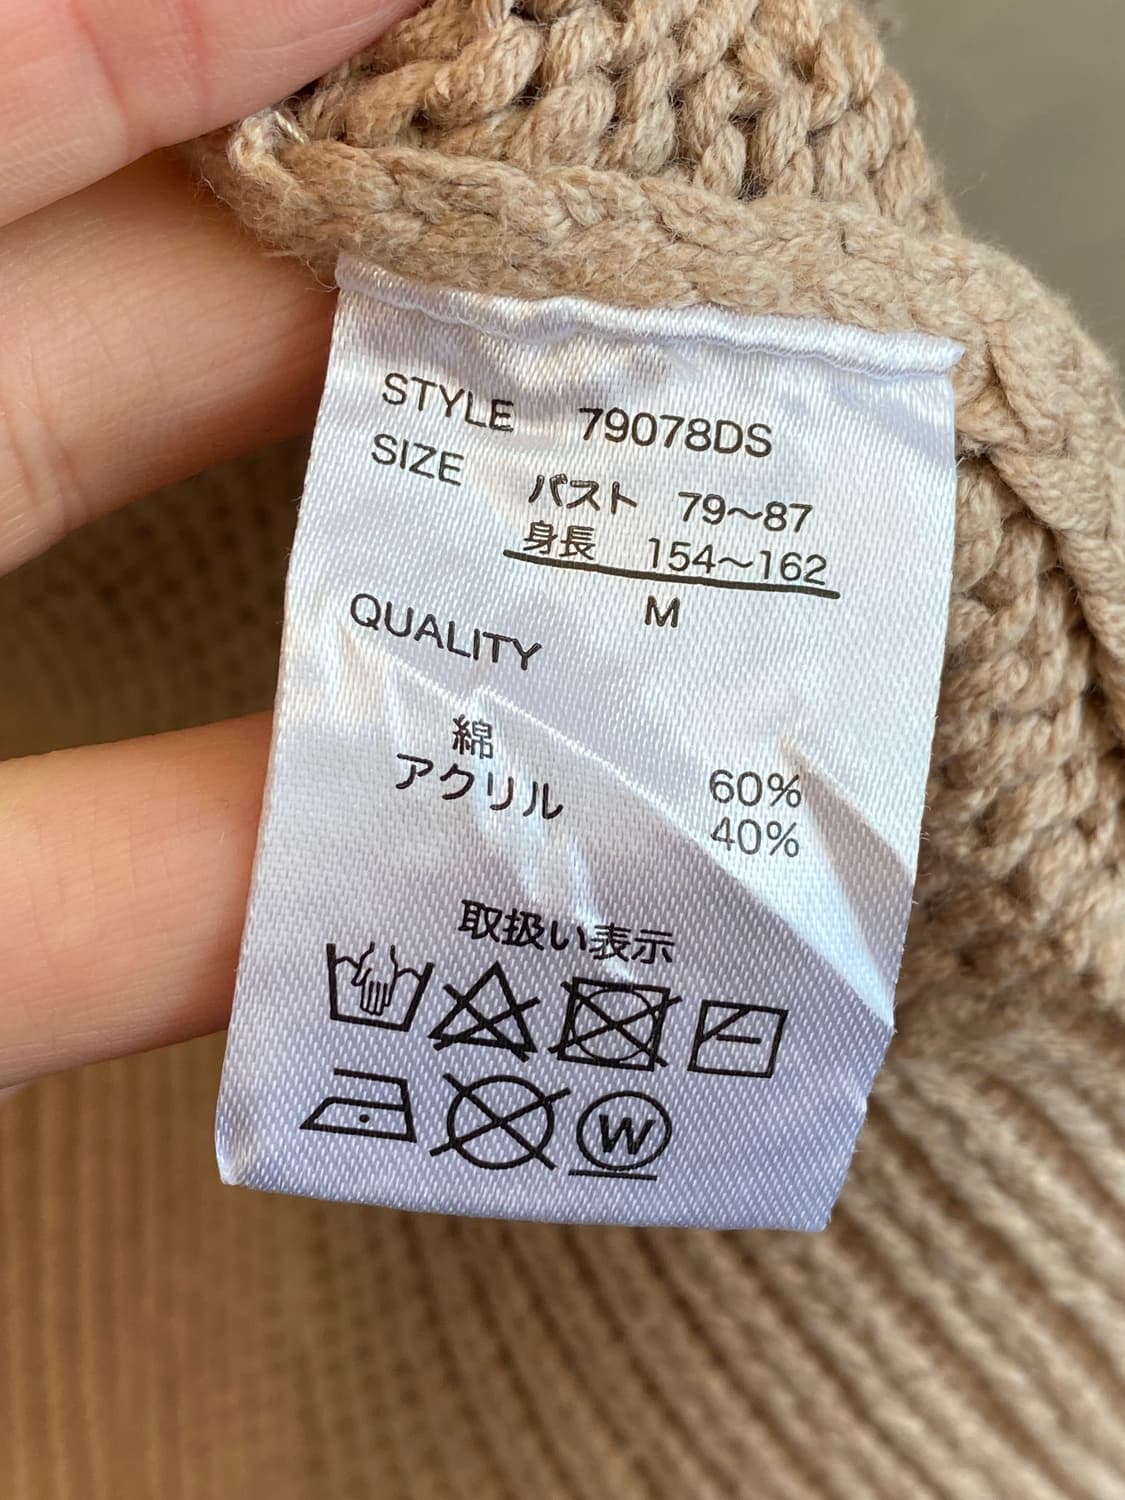 STYLE 79078DS
SIZE バスト 79～87
身長 154～162
M
QUALITY
綿 60%
アクリル 40%
取扱い表示
W